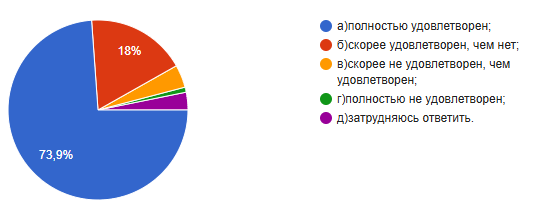 18%
73,9%
а)полностью удовлетворен;
б)скорее удовлетворен, чем нет;
в)скорее не удовлетворен, чем
удовлетворен;
г)полностью не удовлетворен;
д)затрудняюсь ответить.